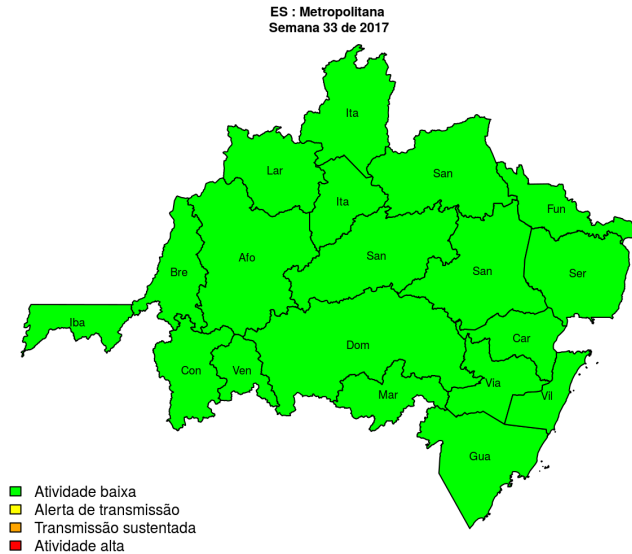 ES : Metropolitana
Semana 33 de 2017
Ita
Lar
San
Ita
Fun
Afo
San
San
Bre
Ser
Iba
Car
Dom
Con
Ven
Via
Mar
Vil
Gua
Atividade baixa
Alerta de transmissão
Transmissão sustentada
Atividade alta